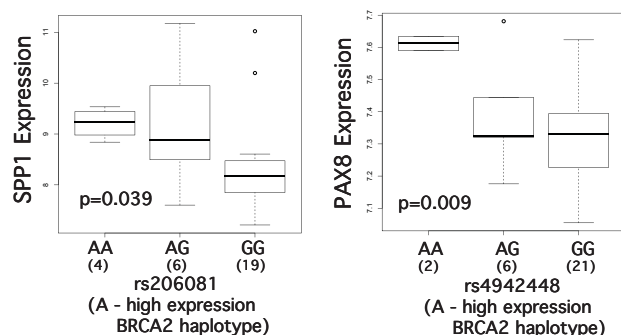 SPP1 Expression
11
10
9
8
p=0.039
AA AG GG
(4) (6) (19)
rs206081
(A - high expression
BRCA2 haplotype)
PAX8 Expression
7.7
7.6
7.5
7.4
7.3
7.2
7.1
p=0.009
AA AG GG
(2) (6) (21)
rs4942448
(A - high expression
BRCA2 haplotype)